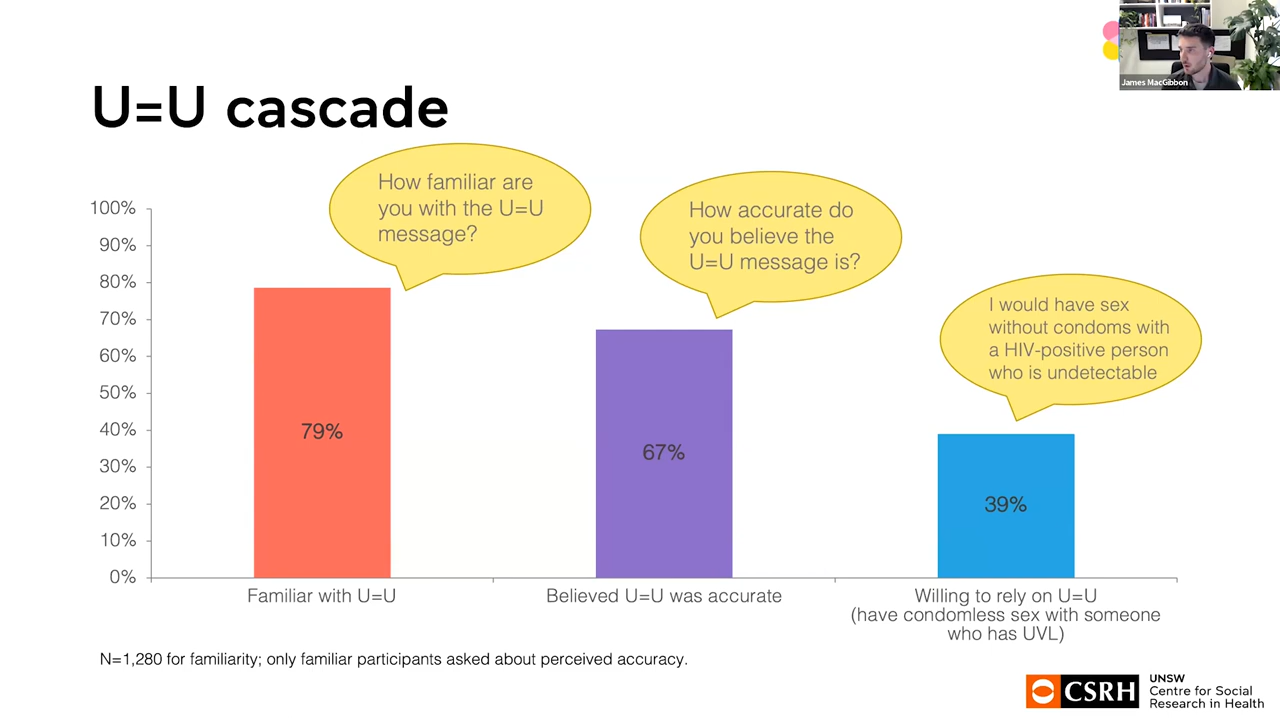 James MacGibbon
U=U cascade
How familiar are
you with the U=U
message?
How accurate do
you believe the
U=U message is?
I would have sex
without condoms with
a HIV-positive person
who is undetectable
100%
90%
80%
70%
60%
50%
40%
30%
20%
10%
0%
79%
67%
39%
Familiar with U=U
Believed U=U was accurate
Willing to rely on U=U
(have condomless sex with someone
who has UVL)
N=1,280 for familiarity; only familiar participants asked about perceived accuracy.
CSRH
UNSW
Centre for Social
Research in Health